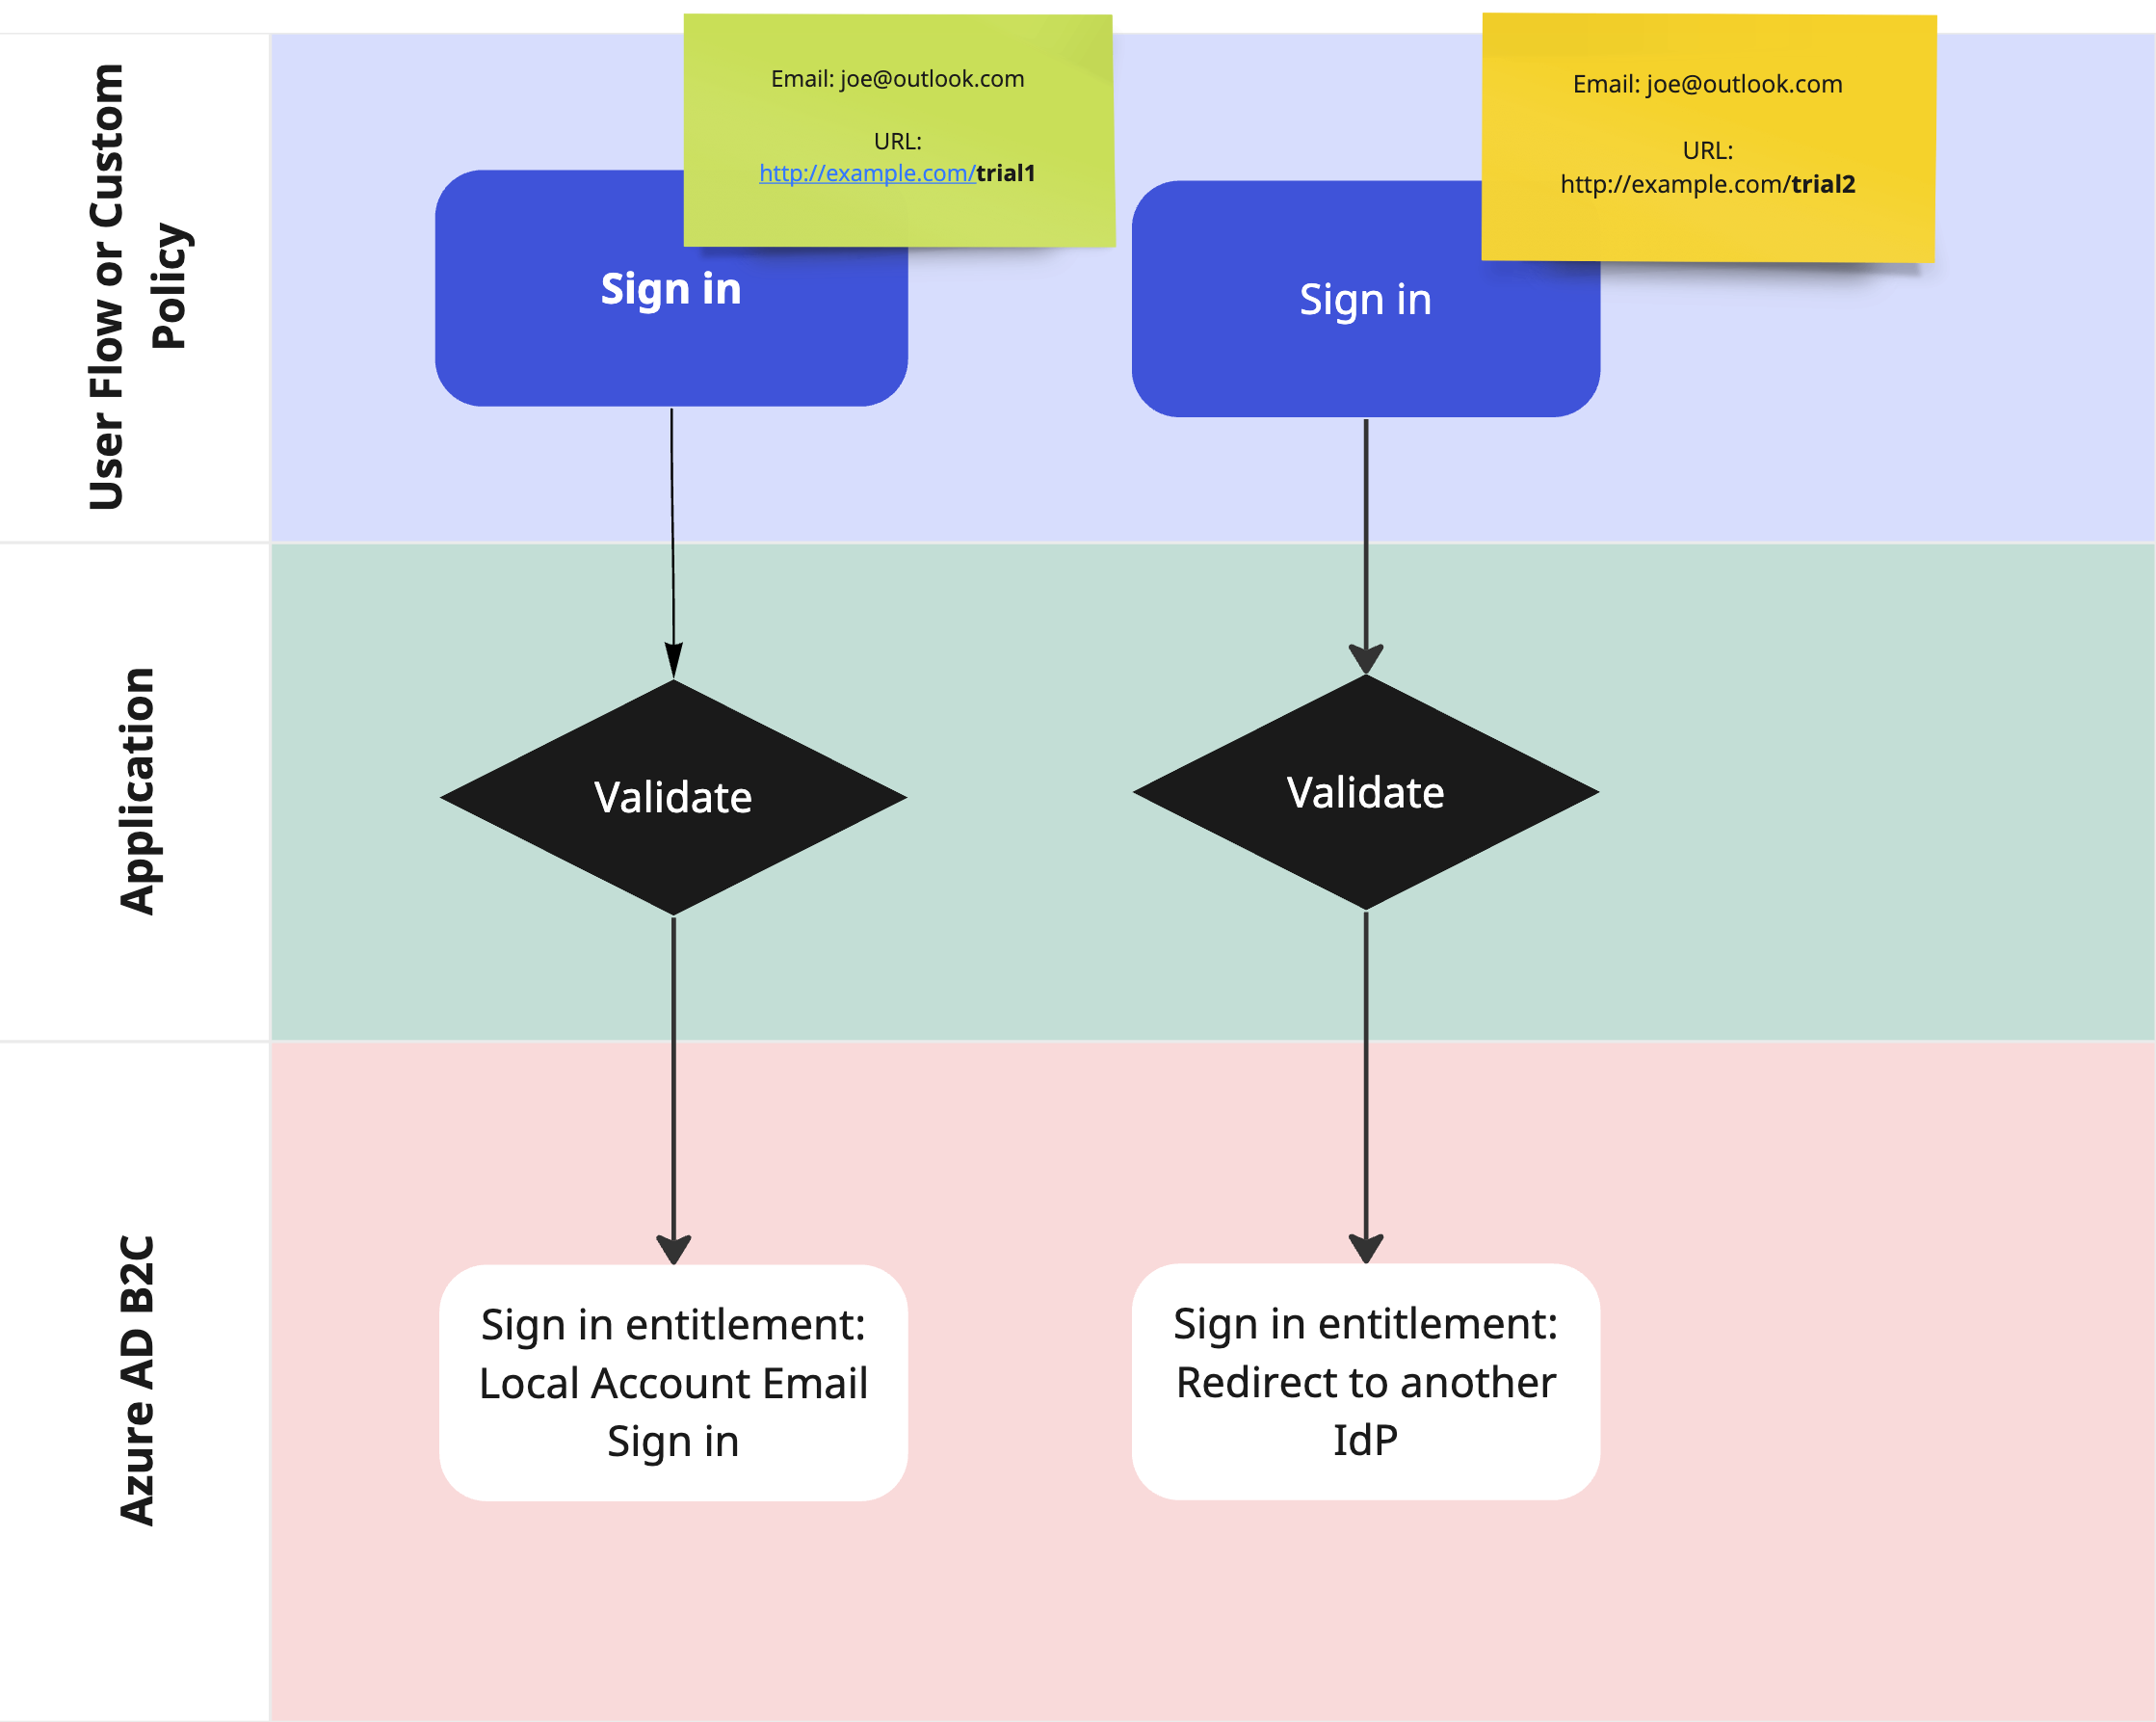 User Flow or Custom
Policy
Email: joe@outlook.com
URL:
http://example.com/trial1
Sign in
Email: joe@outlook.com
URL:
http://example.com/trial2
Sign in
Application
Validate
Validate
Azure AD B2C
Sign in entitlement:
Local Account Email
Sign in
Sign in entitlement:
Redirect to another
IdP